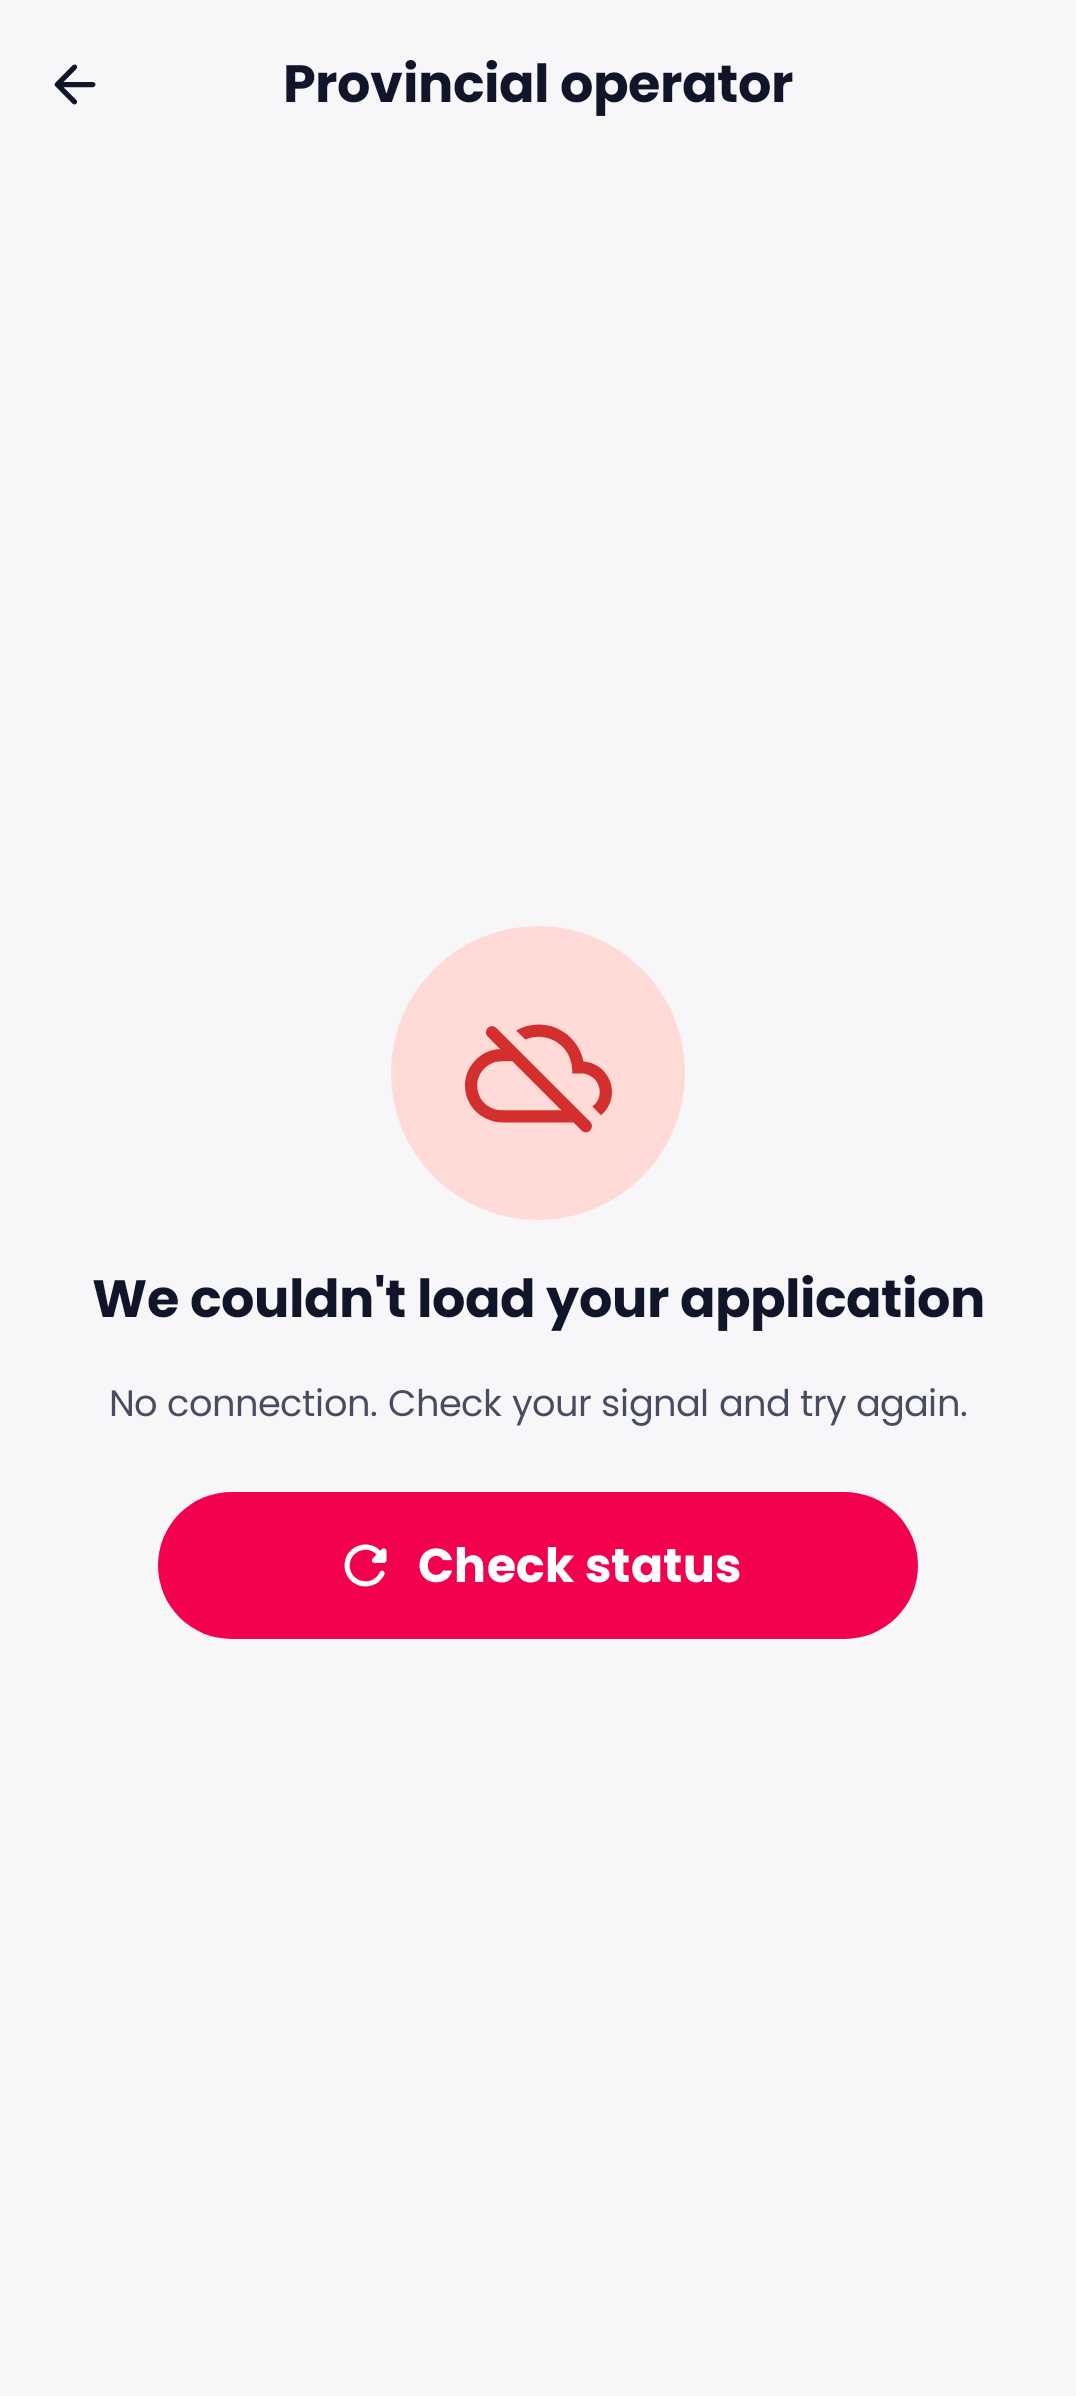 Provincial operator
We couldn't load your application
No connection. Check your signal and try again.
Check status